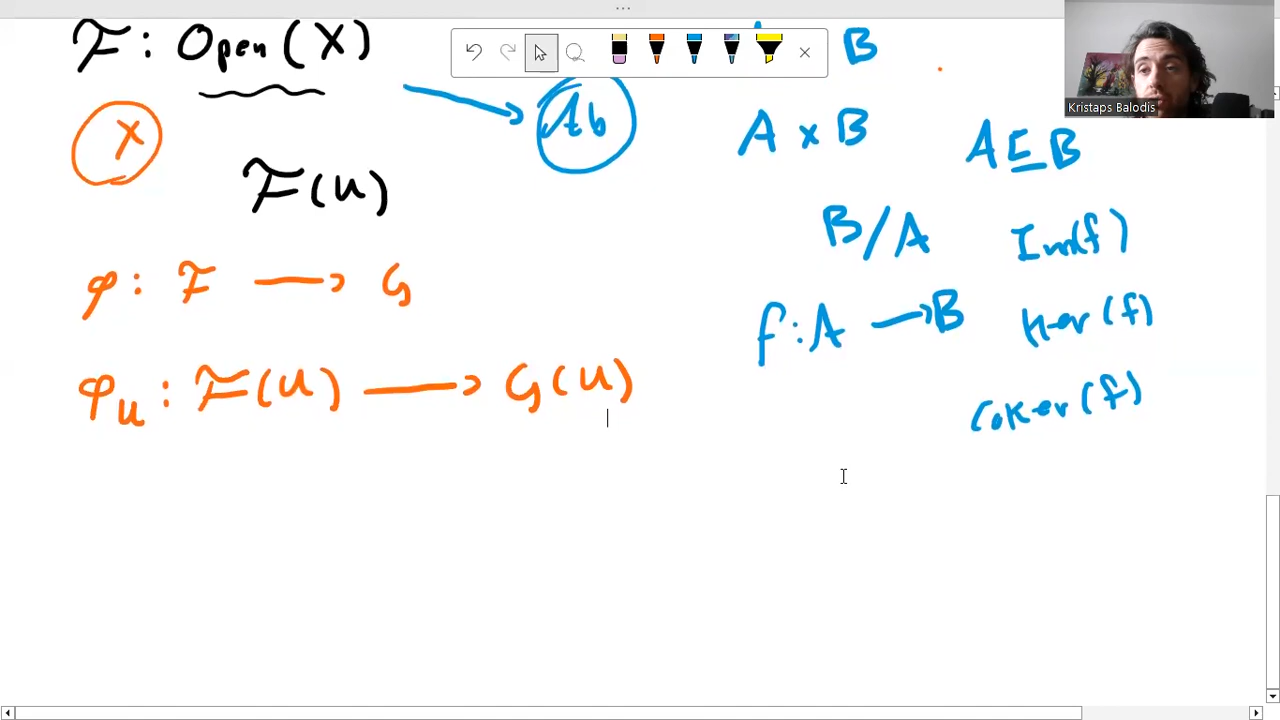 F : Open (X)
Ab
X
F(U)
φ : F → G
φ_U : F(U) → G(U)
B
A × B
A ⊆ B
B/A
Im(f)
f : A → B
Ker(f)
Coker(f)
Kristaps Balodis